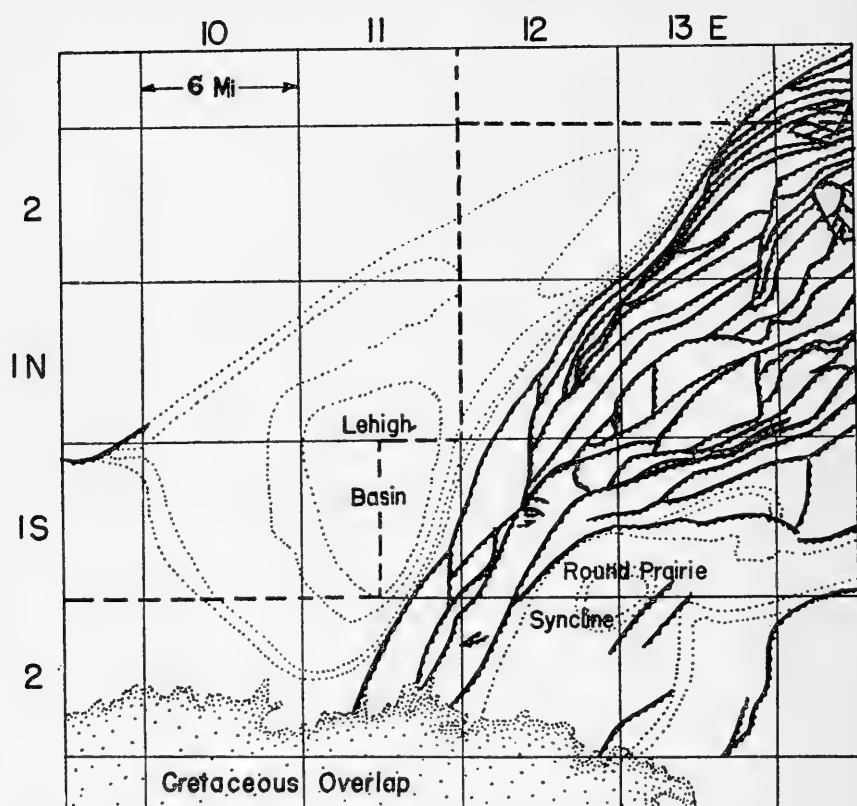 10 11 12 13 E
6 Mi
2
1N
Lehigh
Basin
1S
Round Prairie
Syncline
2
Cretaceous Overlap